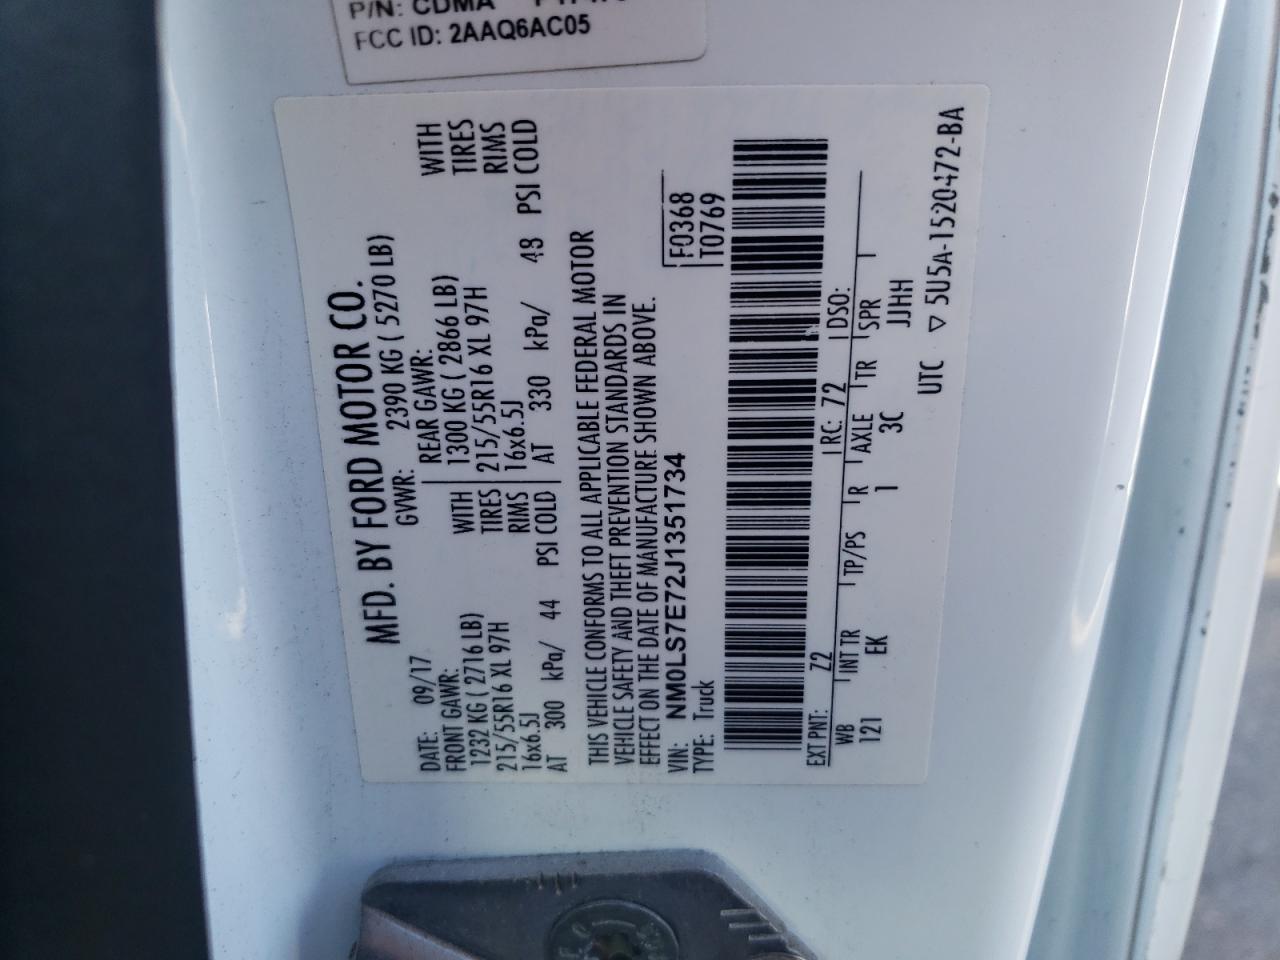 P/N: CDMA
FCC ID: 2AAQ6AC05
MFD. BY FORD MOTOR CO.
DATE: 09/17 GVWR: 2390 KG ( 5270 LB)
FRONT GAWR: REAR GAWR:
1232 KG ( 2716 LB) WITH 1300 KG ( 2866 LB) WITH
215/55R16 XL 97H TIRES 215/55R16 XL 97H TIRES
16x6.5J RIMS 16x6.5J RIMS
AT 300 kPa/ 44 PSI COLD AT 330 kPa/ 48 PSI COLD
THIS VEHICLE CONFORMS TO ALL APPLICABLE FEDERAL MOTOR
VEHICLE SAFETY AND THEFT PREVENTION STANDARDS IN
EFFECT ON THE DATE OF MANUFACTURE SHOWN ABOVE.
VIN: NM0LS7E72J1351734 F0368
TYPE: Truck T0769
EXT PNT: Z2 RC: 72 DSO:
WB INT TR TP/PS R AXLE TR SPR
121 EK 1 3C JJHH
UTC ▽ 5U5A-1520472-BA